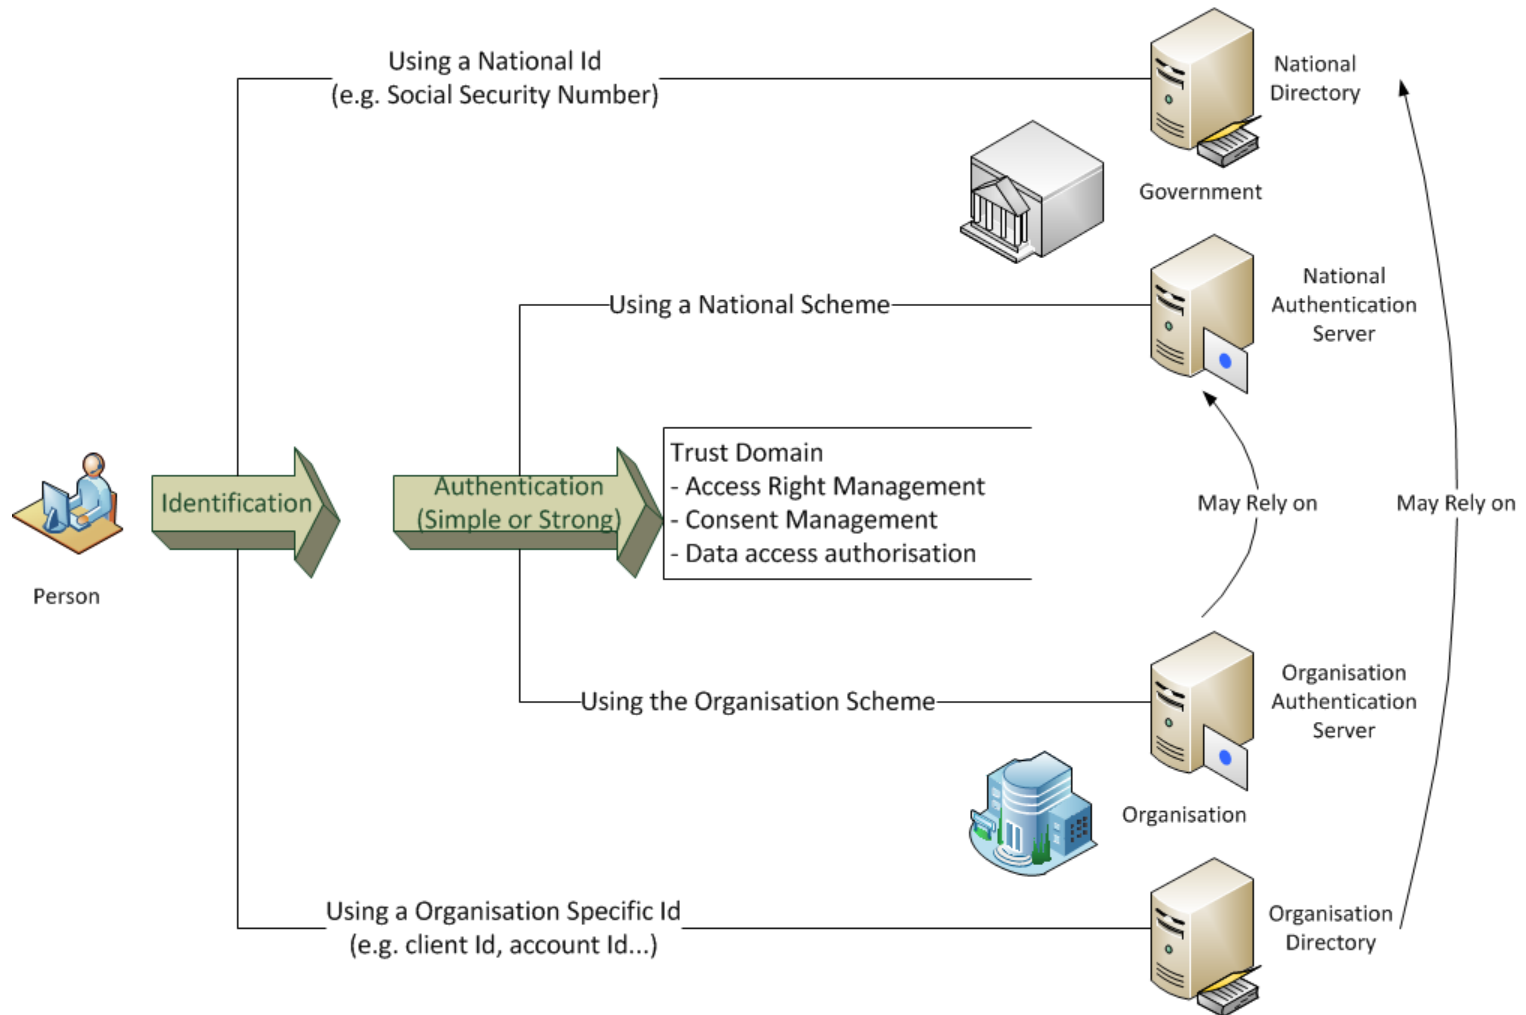 Using a National Id
(e.g. Social Security Number)
National
Directory
Government
Using a National Scheme
National
Authentication
Server
Identification
Authentication
(Simple or Strong)
Trust Domain
- Access Right Management
- Consent Management
- Data access authorisation
May Rely on
May Rely on
Person
Using the Organisation Scheme
Organisation
Authentication
Server
Organisation
Using a Organisation Specific Id
(e.g. client Id, account Id...)
Organisation
Directory